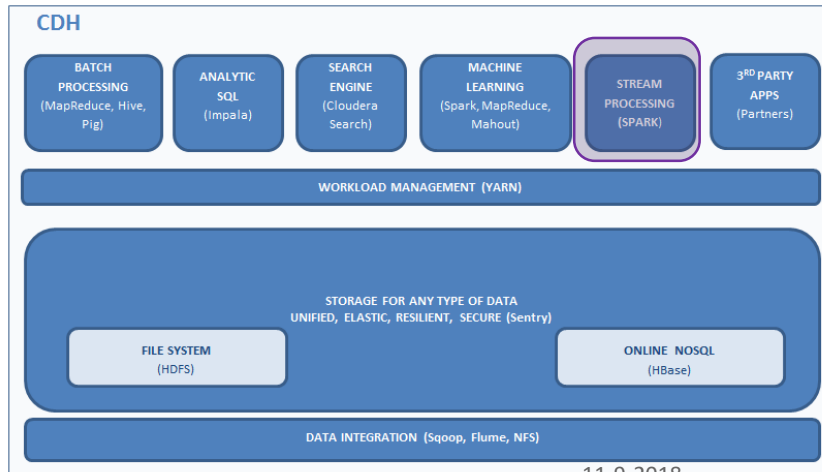 CDH
BATCH
PROCESSING
(MapReduce, Hive,
Pig)
ANALYTIC
SQL
(Impala)
SEARCH
ENGINE
(Cloudera
Search)
MACHINE
LEARNING
(Spark, MapReduce,
Mahout)
STREAM
PROCESSING
(SPARK)
3RD PARTY
APPS
(Partners)
WORKLOAD MANAGEMENT (YARN)
STORAGE FOR ANY TYPE OF DATA
UNIFIED, ELASTIC, RESILIENT, SECURE (Sentry)
FILE SYSTEM
(HDFS)
ONLINE NOSQL
(HBase)
DATA INTEGRATION (Sqoop, Flume, NFS)